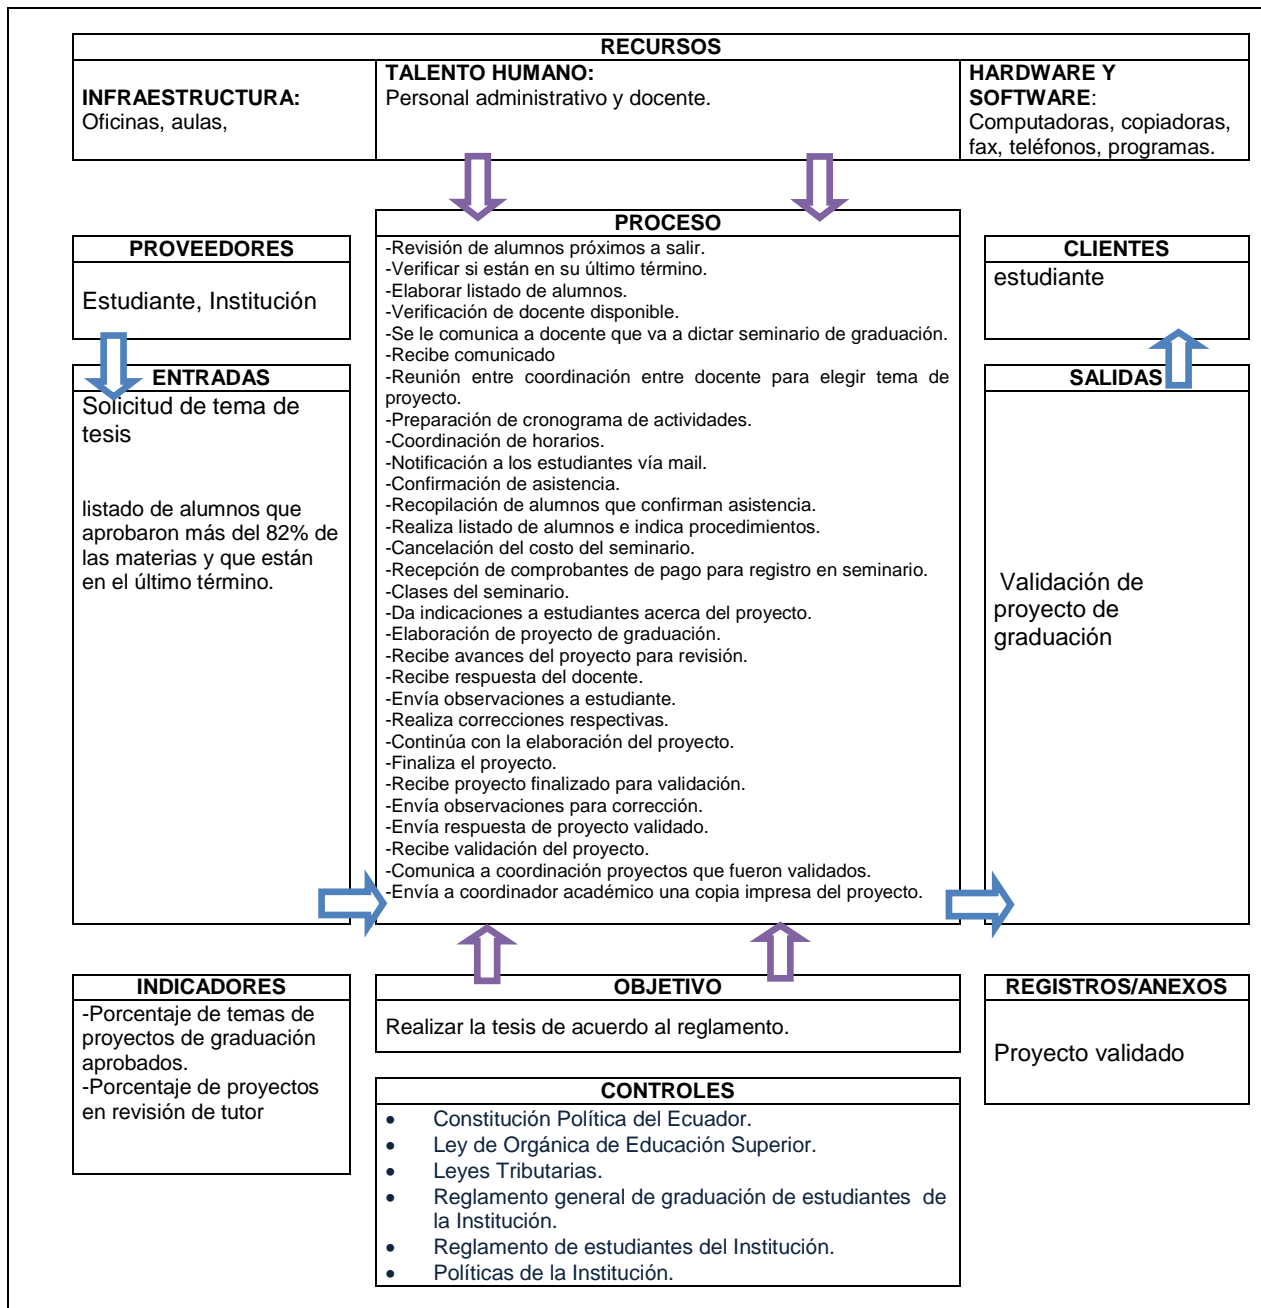 RECURSOS
INFRAESTRUCTURA:
Oficinas, aulas,
TALENTO HUMANO:
Personal administrativo y docente.
HARDWARE Y
SOFTWARE:
Computadoras, copiadoras,
fax, teléfonos, programas.
PROVEEDORES
Estudiante, Institución
ENTRADAS
Solicitud de tema de
tesis
listado de alumnos que
aprobaron más del 82% de
las materias y que están
en el último término.
PROCESO
-Revisión de alumnos próximos a salir.
-Verificar si están en su último término.
-Elaborar listado de alumnos.
-Verificación de docente disponible.
-Se le comunica a docente que va a dictar seminario de graduación.
-Recibe comunicado
-Reunión entre coordinación entre docente para elegir tema de
proyecto.
-Preparación de cronograma de actividades.
-Coordinación de horarios.
-Notificación a los estudiantes vía mail.
-Confirmación de asistencia.
-Recopilación de alumnos que confirman asistencia.
-Realiza listado de alumnos e indica procedimientos.
-Cancelación del costo del seminario.
-Recepción de comprobantes de pago para registro en seminario.
-Clases del seminario.
-Da indicaciones a estudiantes acerca del proyecto.
-Elaboración de proyecto de graduación.
-Recibe avances del proyecto para revisión.
-Recibe respuesta del docente.
-Envía observaciones a estudiante.
-Realiza correcciones respectivas.
-Continúa con la elaboración del proyecto.
-Finaliza el proyecto.
-Recibe proyecto finalizado para validación.
-Envía observaciones para corrección.
-Envía respuesta de proyecto validado.
-Recibe validación del proyecto.
-Comunica a coordinación proyectos que fueron validados.
-Envía a coordinador académico una copia impresa del proyecto.
CLIENTES
estudiante
SALIDAS
Validación de
proyecto de
graduación
INDICADORES
-Porcentaje de temas de
proyectos de graduación
aprobados.
-Porcentaje de proyectos
en revisión de tutor
OBJETIVO
Realizar la tesis de acuerdo al reglamento.
REGISTROS/ANEXOS
Proyecto validado
CONTROLES
• Constitución Política del Ecuador.
• Ley de Orgánica de Educación Superior.
• Leyes Tributarias.
• Reglamento general de graduación de estudiantes de
la Institución.
• Reglamento de estudiantes del Institución.
• Políticas de la Institución.